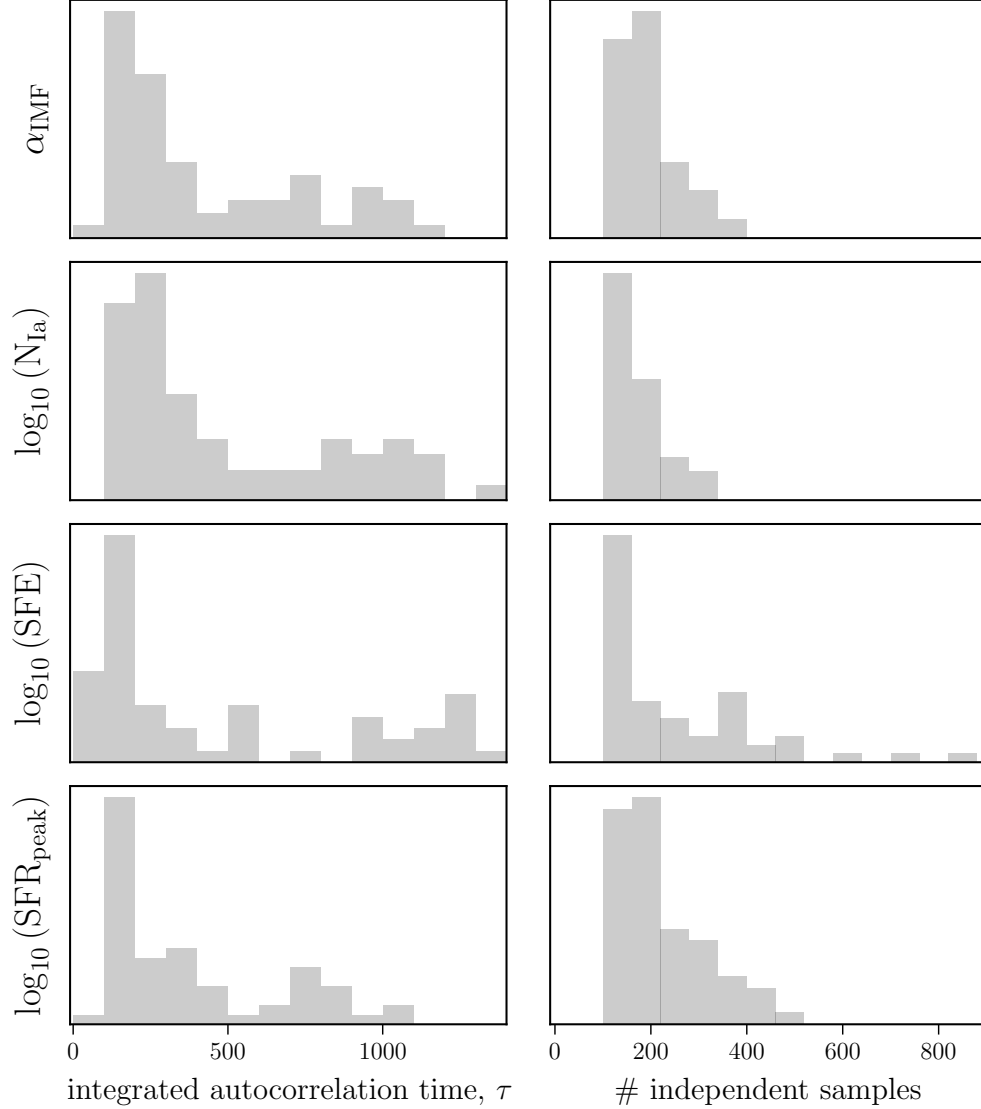 α_IMF
log₁₀ (N_Ia)
log₁₀ (SFE)
log₁₀ (SFR_peak)
0 500 1000
0 200 400 600 800
integrated autocorrelation time, τ
# independent samples